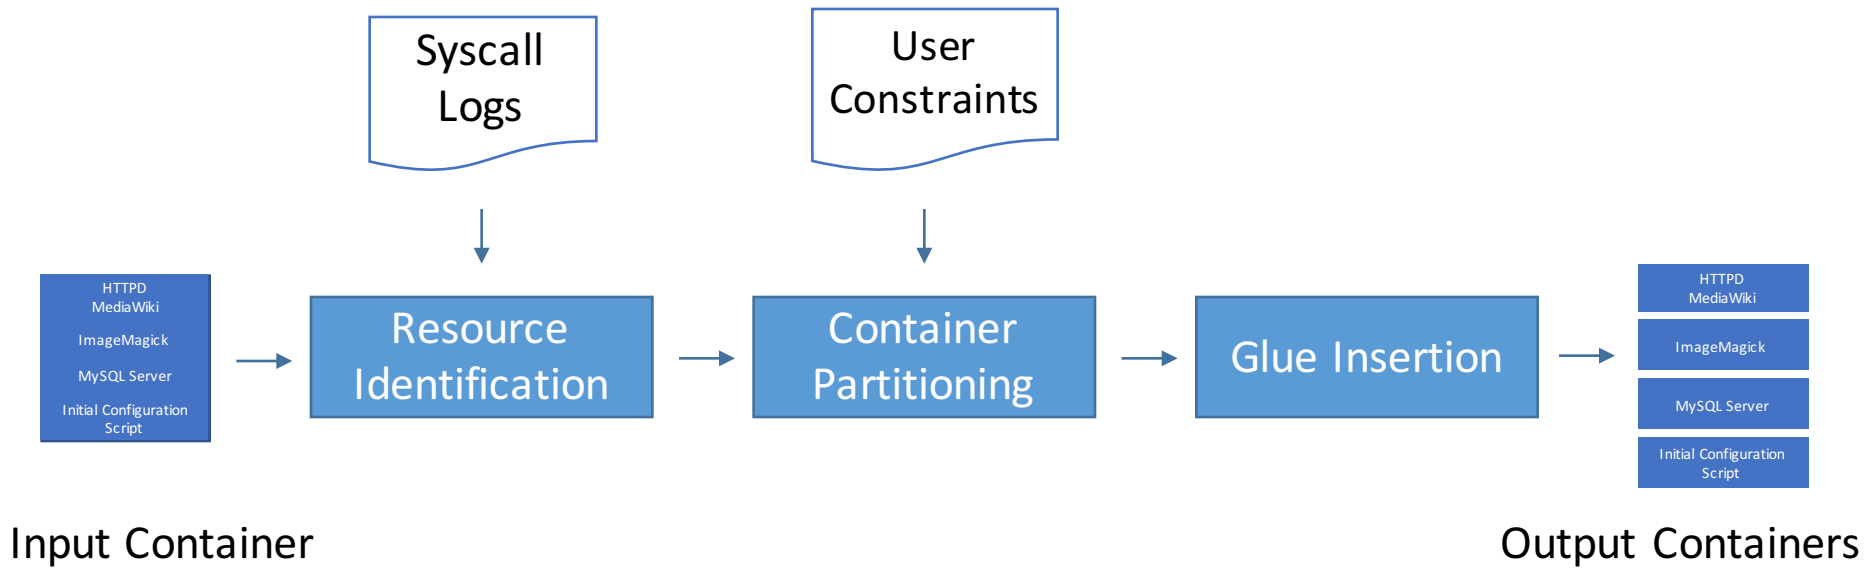 Syscall
Logs
User
Constraints
HTTPD
MediaWiki
ImageMagick
MySQL Server
Initial Configuration
Script
Resource
Identification
Container
Partitioning
Glue Insertion
HTTPD
MediaWiki
ImageMagick
MySQL Server
Initial Configuration
Script
Input Container
Output Containers